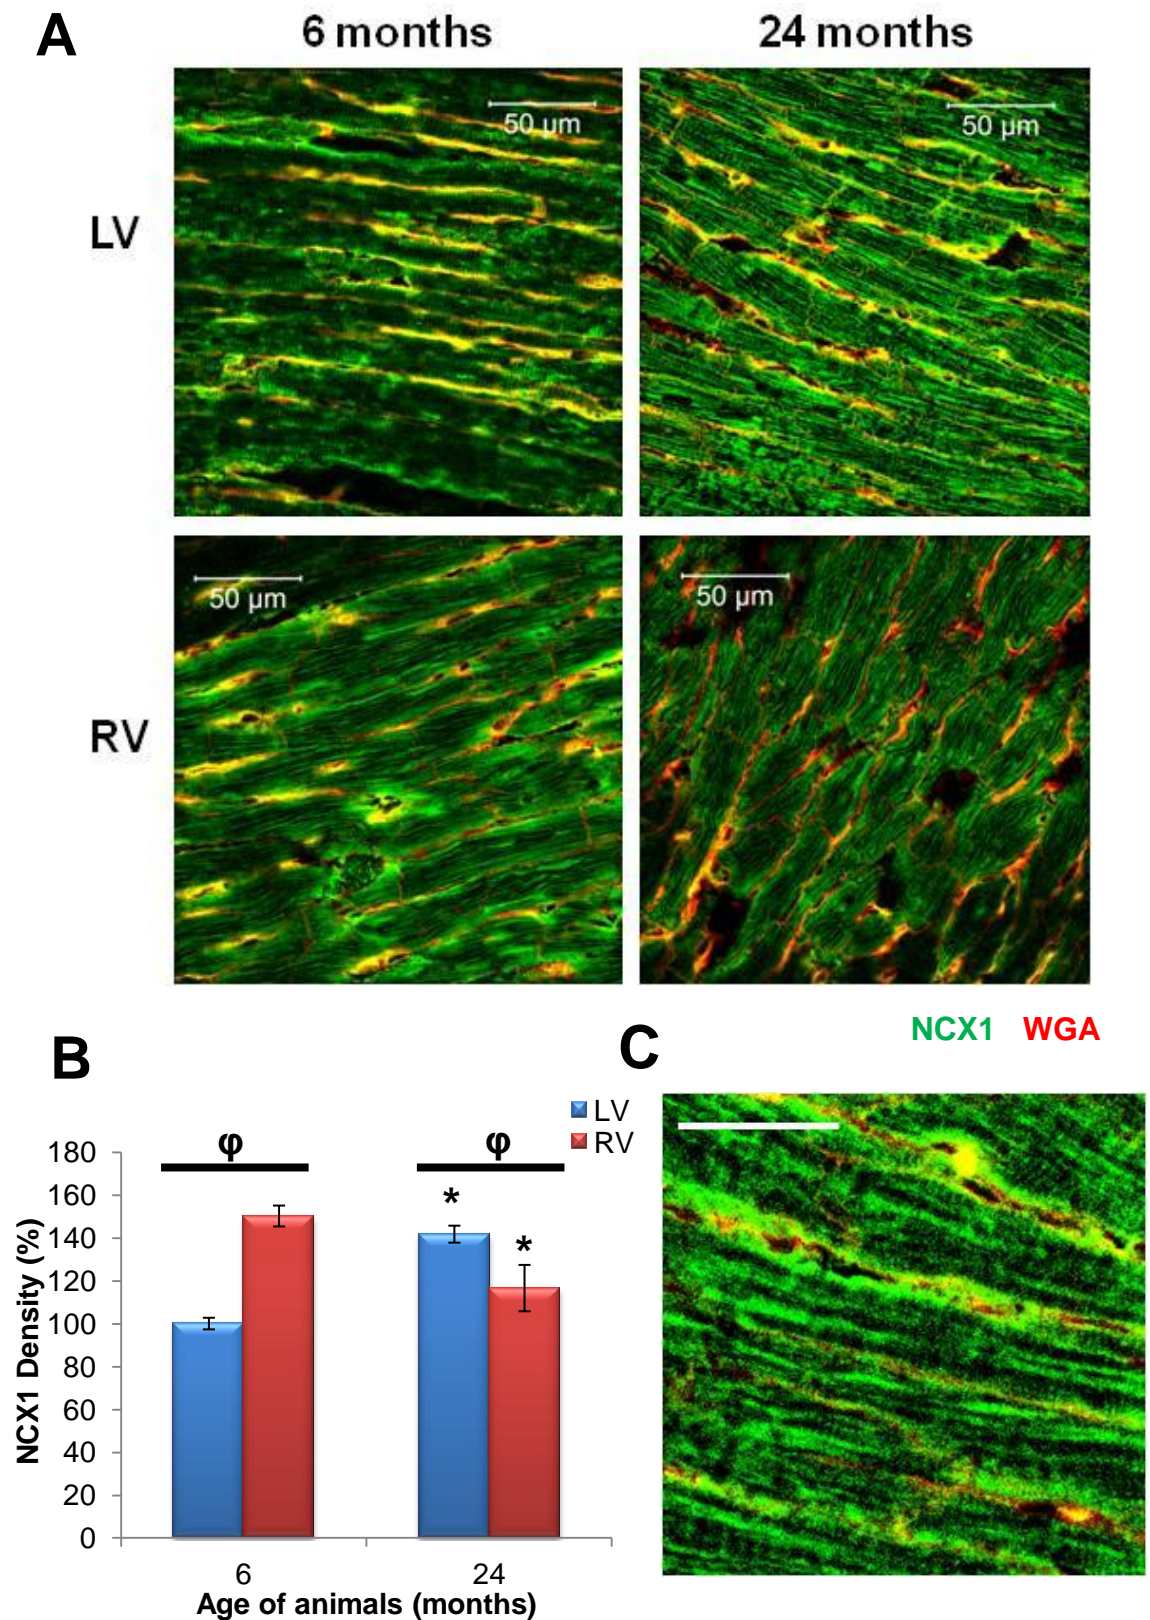 A
6 months
24 months
LV
50 µm
50 µm
RV
50 µm
50 µm
NCX1 WGA
B
C
LV
RV
φ
φ
*
*
180
160
140
120
100
80
60
40
20
0
NCX1 Density (%)
6
24
Age of animals (months)